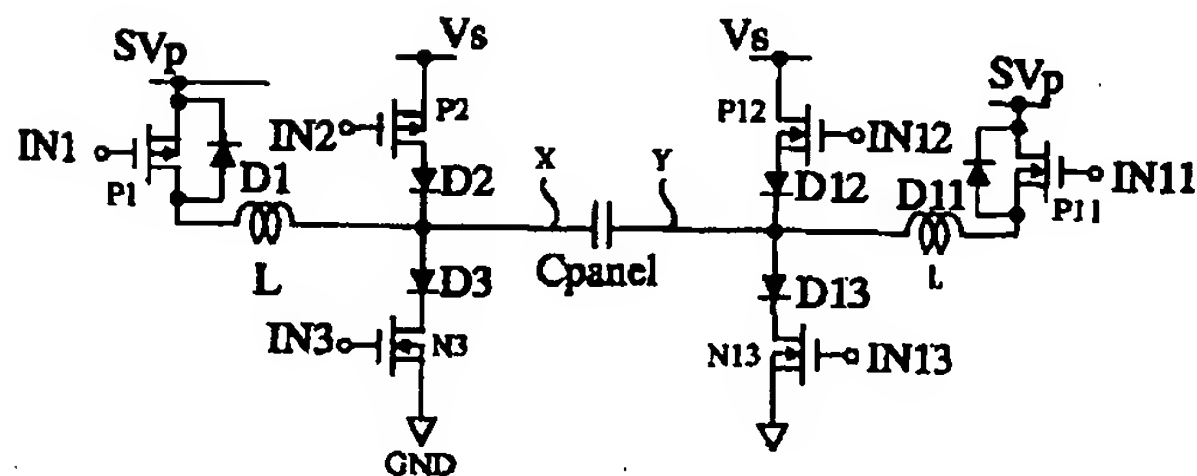 SVp
Vs
Vs
SVp
IN1
P1
D1
IN2
P2
D2
X
Y
P12
IN12
D12
D11
P11
IN11
L
D3
Cpanel
D13
L
IN3
N3
N13
IN13
GND